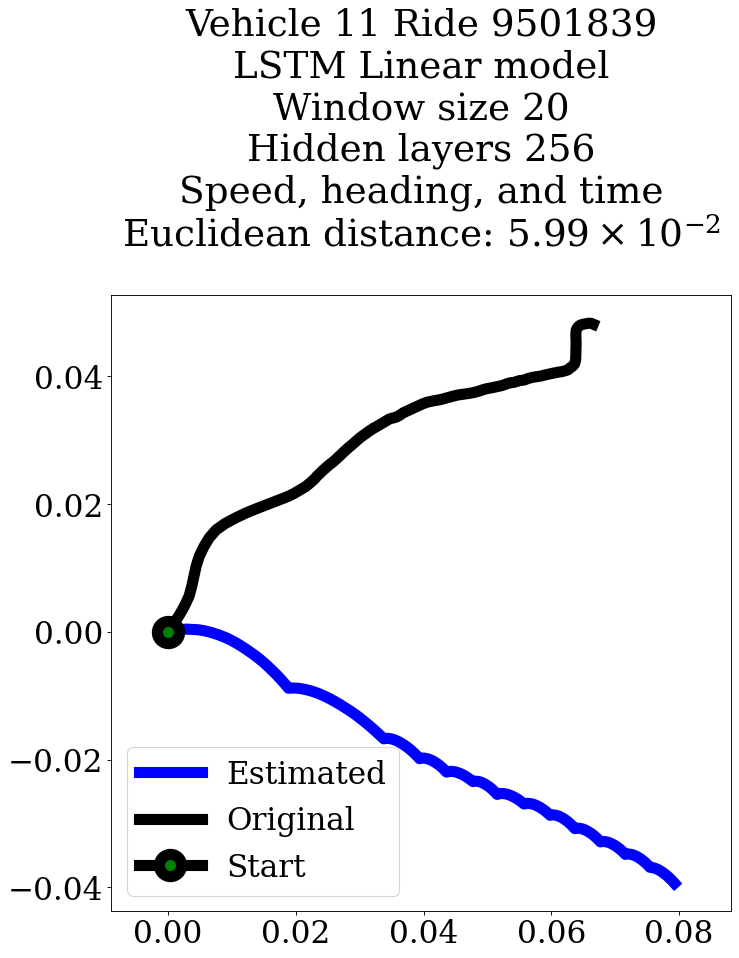 Vehicle 11 Ride 9501839
LSTM Linear model
Window size 20
Hidden layers 256
Speed, heading, and time
Euclidean distance: 5.99 × 10⁻²
0.04
0.02
0.00
−0.02
−0.04
Estimated
Original
Start
0.00 0.02 0.04 0.06 0.08